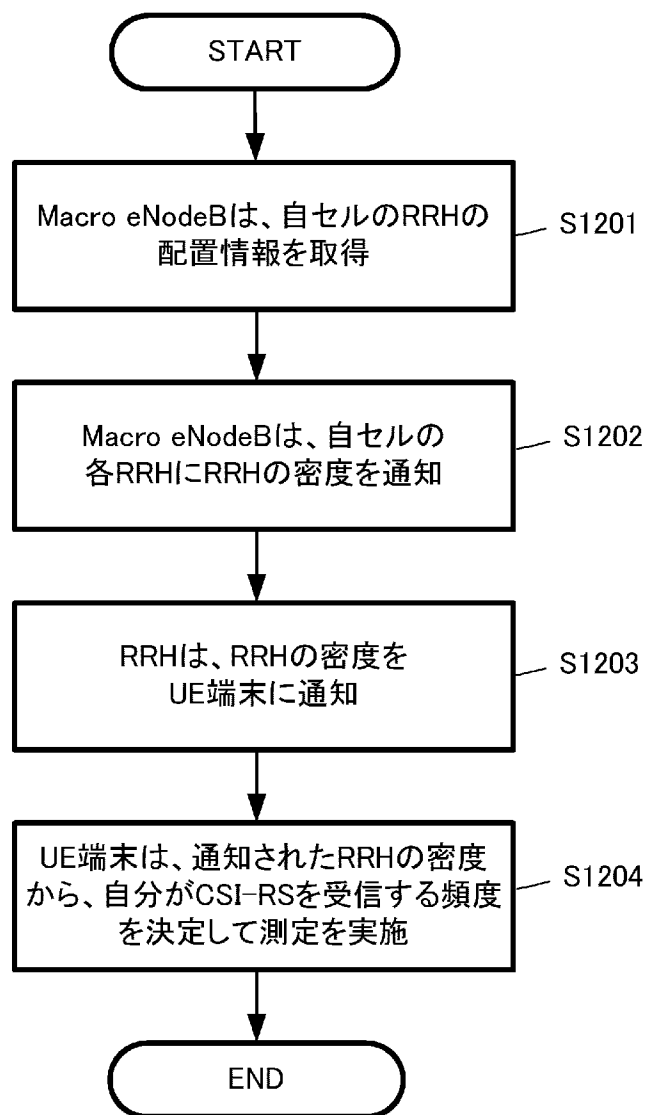 START
Macro eNodeBは、自セルのRRHの
配置情報を取得
S1201
Macro eNodeBは、自セルの
各RRHにRRHの密度を通知
S1202
RRHは、RRHの密度を
UE端末に通知
S1203
UE端末は、通知されたRRHの密度
から、自分がCSI-RSを受信する頻度
を決定して測定を実施
S1204
END